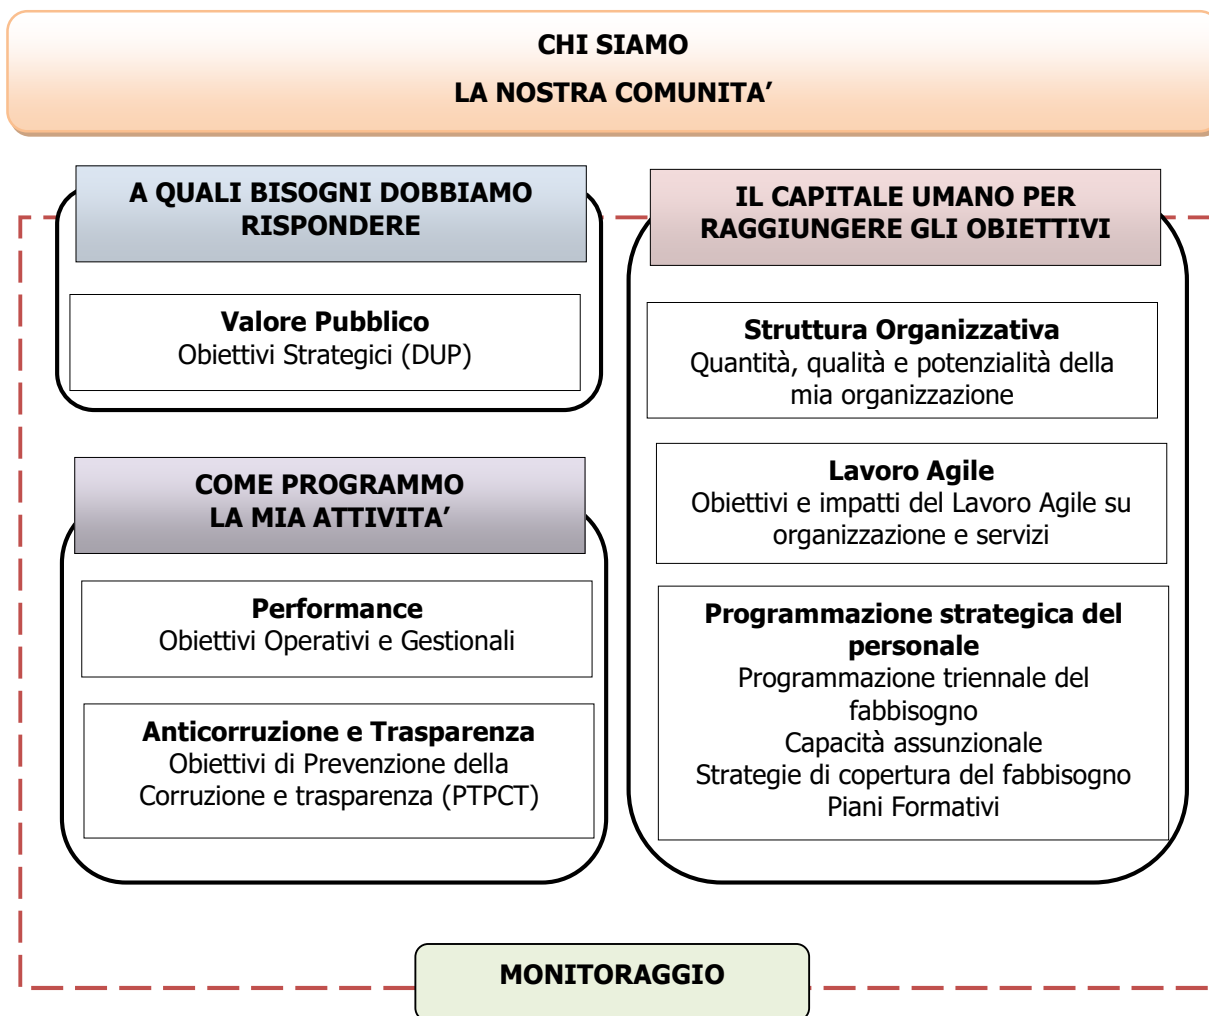 CHI SIAMO
LA NOSTRA COMUNITA’
A QUALI BISOGNI DOBBIAMO
RISPONDERE
Valore Pubblico
Obiettivi Strategici (DUP)
COME PROGRAMMO
LA MIA ATTIVITA’
Performance
Obiettivi Operativi e Gestionali
Anticorruzione e Trasparenza
Obiettivi di Prevenzione della
Corruzione e trasparenza (PTPCT)
IL CAPITALE UMANO PER
RAGGIUNGERE GLI OBIETTIVI
Struttura Organizzativa
Quantità, qualità e potenzialità della
mia organizzazione
Lavoro Agile
Obiettivi e impatti del Lavoro Agile su
organizzazione e servizi
Programmazione strategica del
personale
Programmazione triennale del
fabbisogno
Capacità assunzionale
Strategie di copertura del fabbisogno
Piani Formativi
MONITORAGGIO